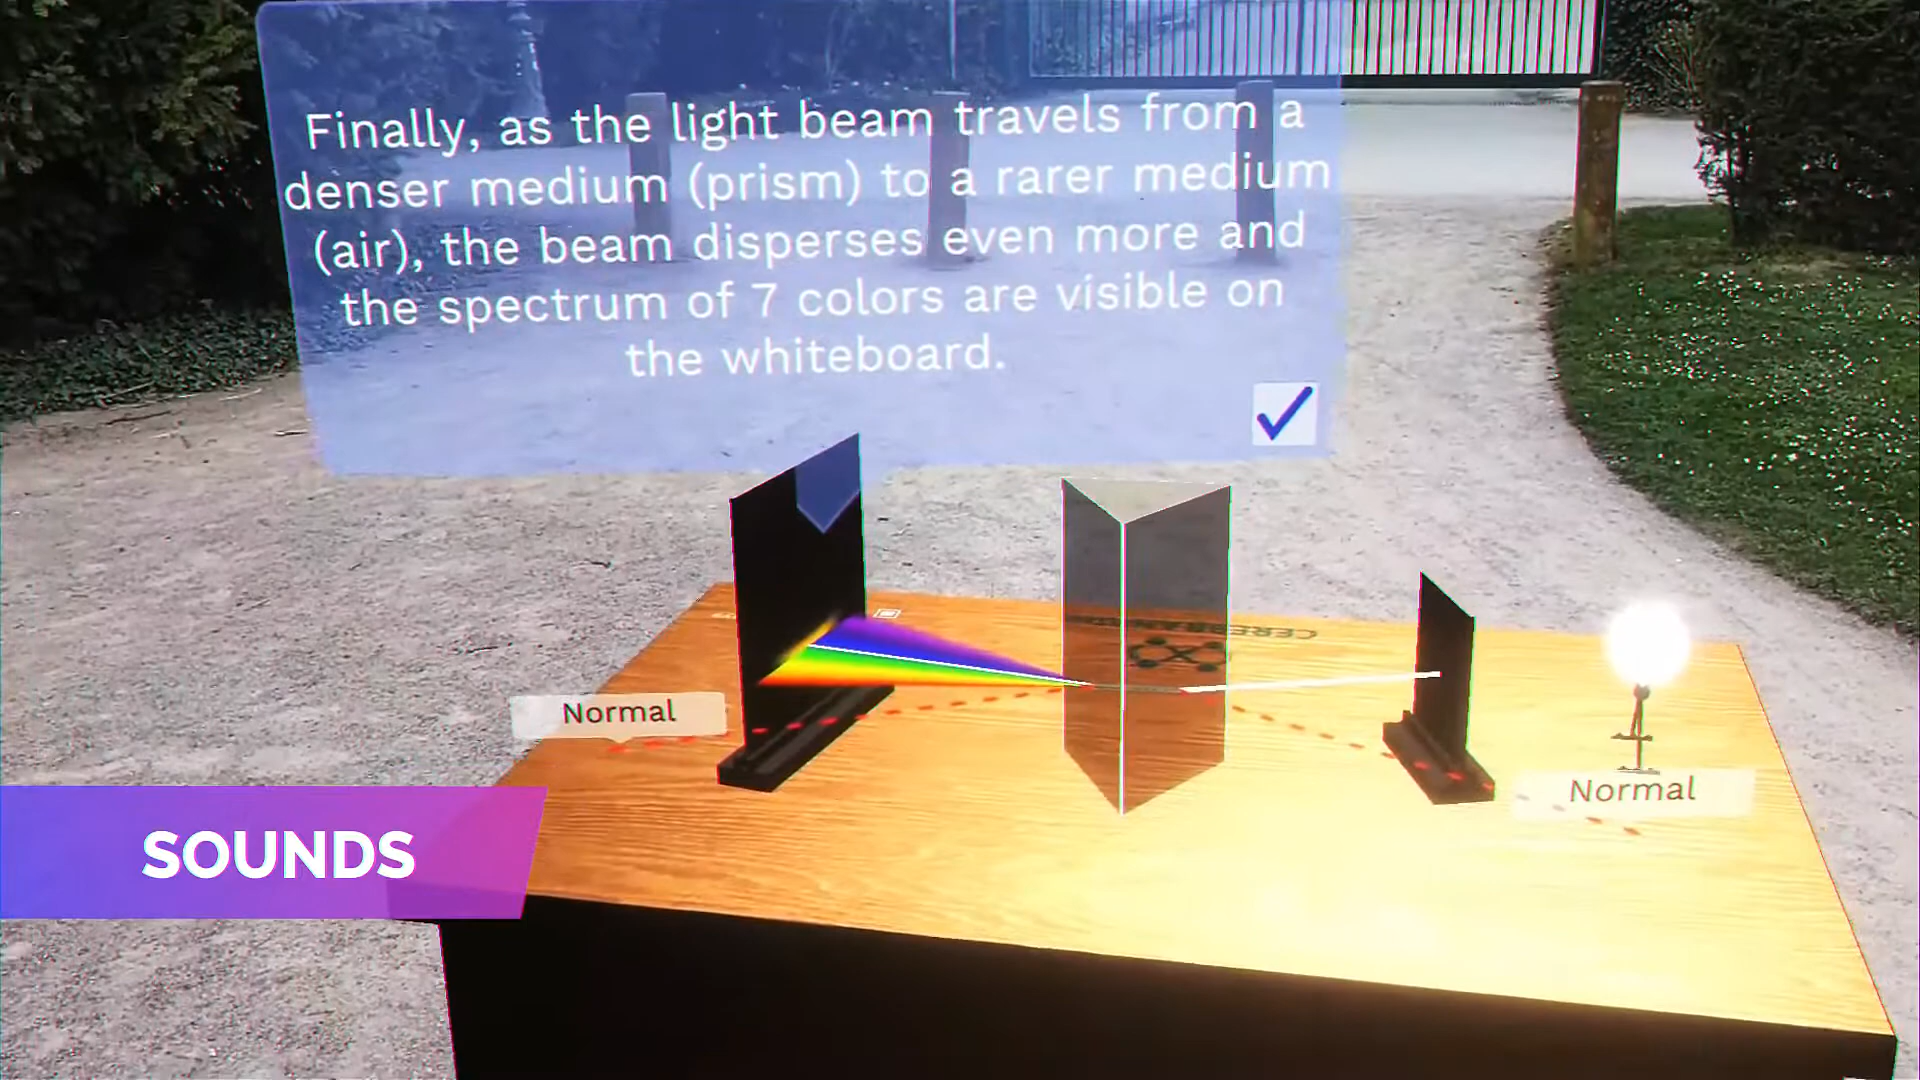 Finally, as the light beam travels from a
denser medium (prism) to a rarer medium
(air), the beam disperses even more and
the spectrum of 7 colors are visible on
the whiteboard.
Normal
Normal
SOUNDS